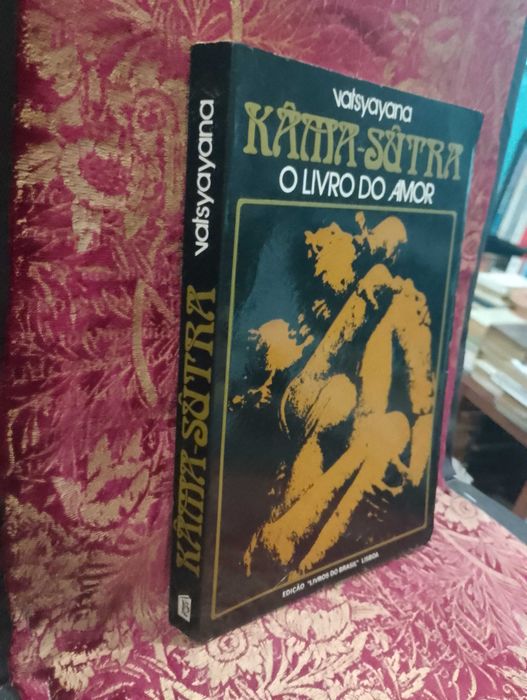 vatsyayana
KÂMA-SÛTRA
O LIVRO DO AMOR
EDIÇÃO "LIVROS DO BRASIL" LISBOA
KÂMA-SÛTRA vatsyayana